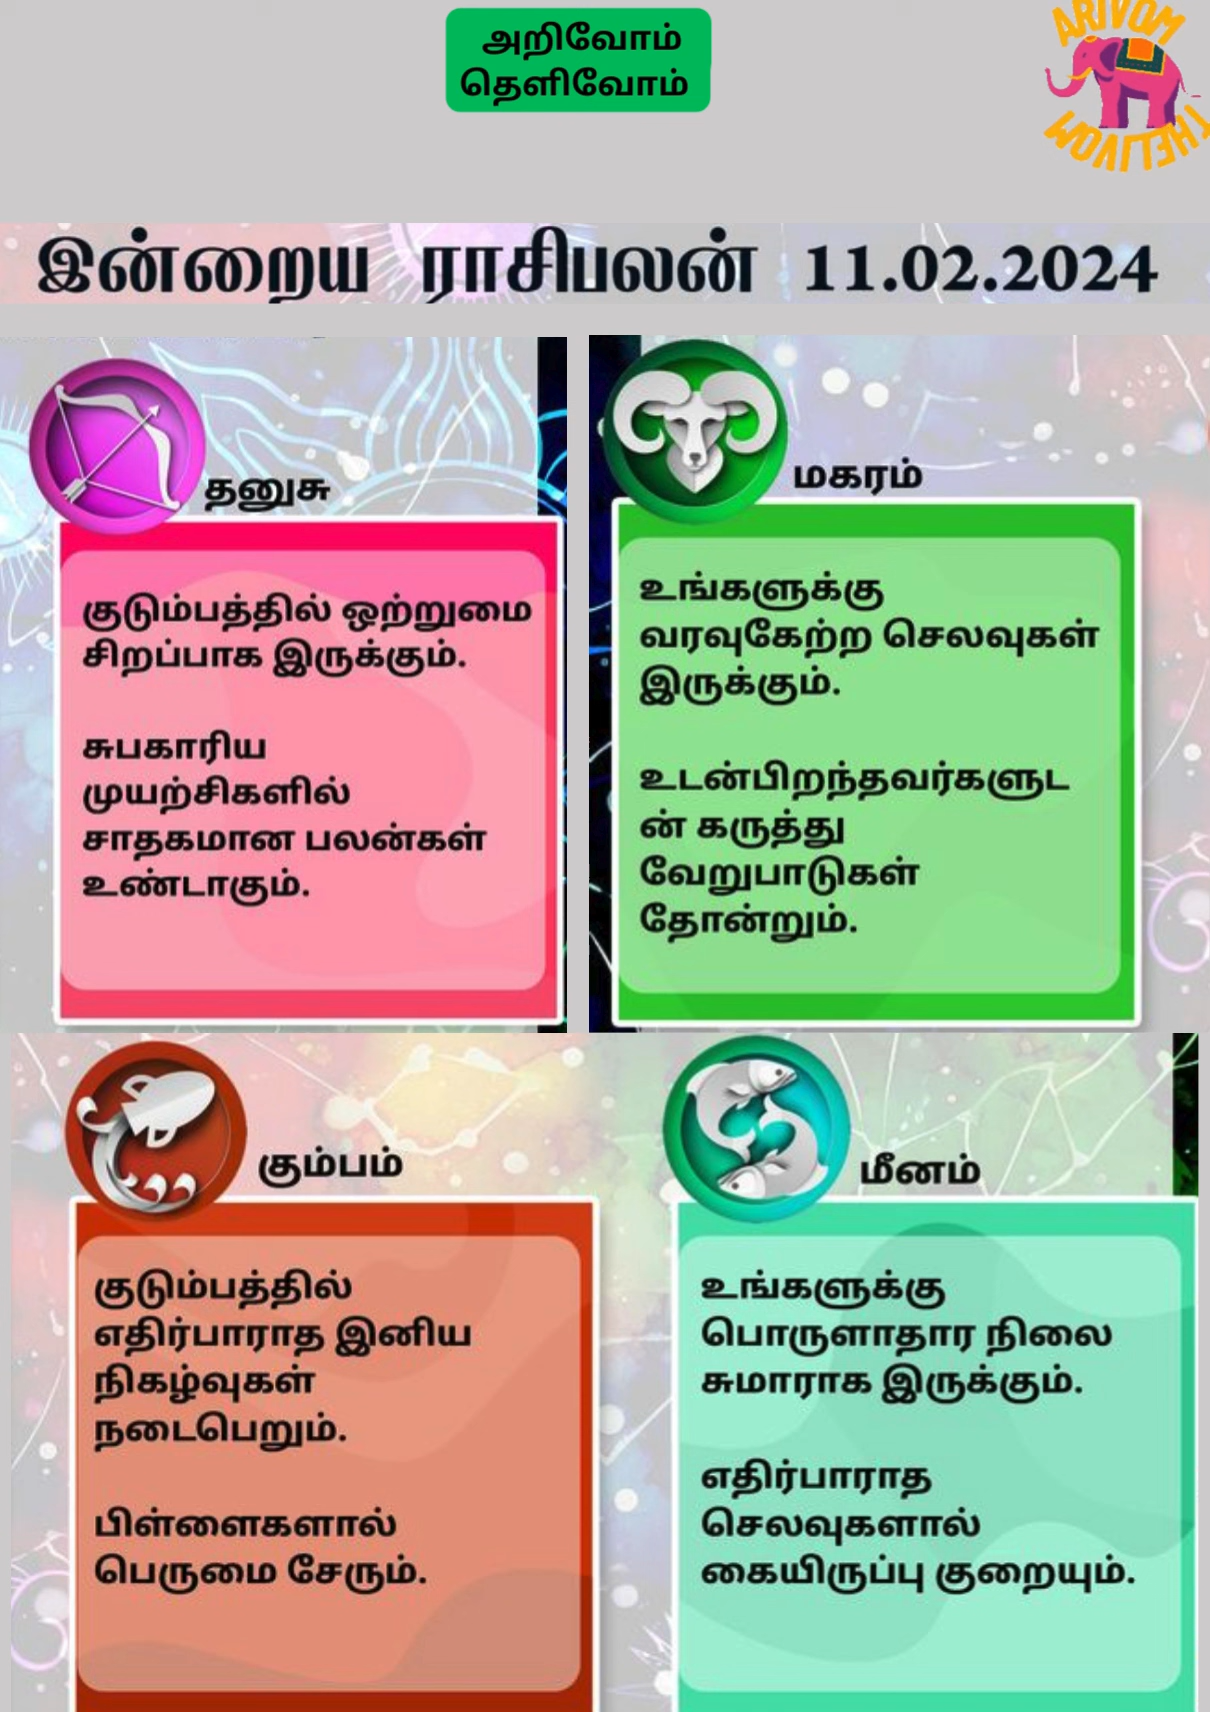 அறிவோம்
தெளிவோம்
ARIVOM
THELIVOM
இன்றைய ராசிபலன் 11.02.2024
தனுசு
குடும்பத்தில் ஒற்றுமை
சிறப்பாக இருக்கும்.
சுபகாரிய
முயற்சிகளில்
சாதகமான பலன்கள்
உண்டாகும்.
மகரம்
உங்களுக்கு
வரவுகேற்ற செலவுகள்
இருக்கும்.
உடன்பிறந்தவர்களுட
ன் கருத்து
வேறுபாடுகள்
தோன்றும்.
கும்பம்
குடும்பத்தில்
எதிர்பாராத இனிய
நிகழ்வுகள்
நடைபெறும்.
பிள்ளைகளால்
பெருமை சேரும்.
மீனம்
உங்களுக்கு
பொருளாதார நிலை
சுமாராக இருக்கும்.
எதிர்பாராத
செலவுகளால்
கையிருப்பு குறையும்.